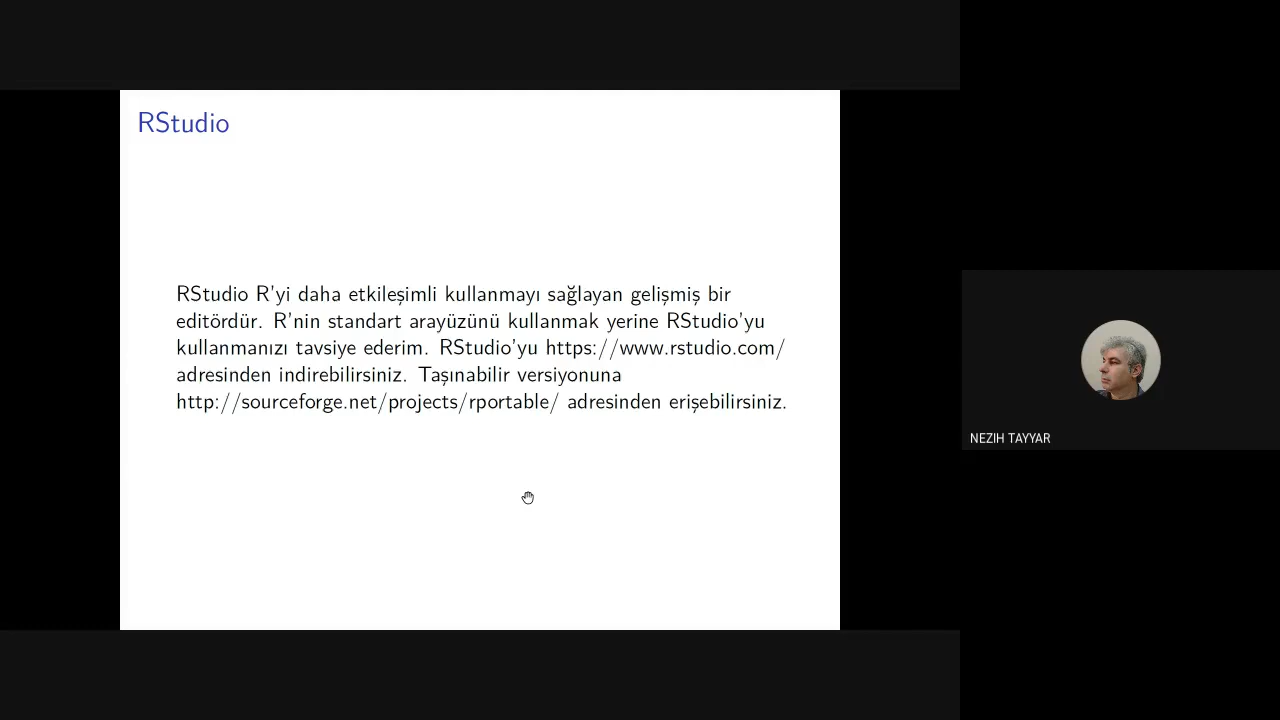 RStudio
RStudio R'yi daha etkileşimli kullanmayı sağlayan gelişmiş bir
editördür. R'nin standart arayüzünü kullanmak yerine RStudio'yu
kullanmanızı tavsiye ederim. RStudio'yu https://www.rstudio.com/
adresinden indirebilirsiniz. Taşınabilir versiyonuna
http://sourceforge.net/projects/rportable/ adresinden erişebilirsiniz.
NEZIH TAYYAR